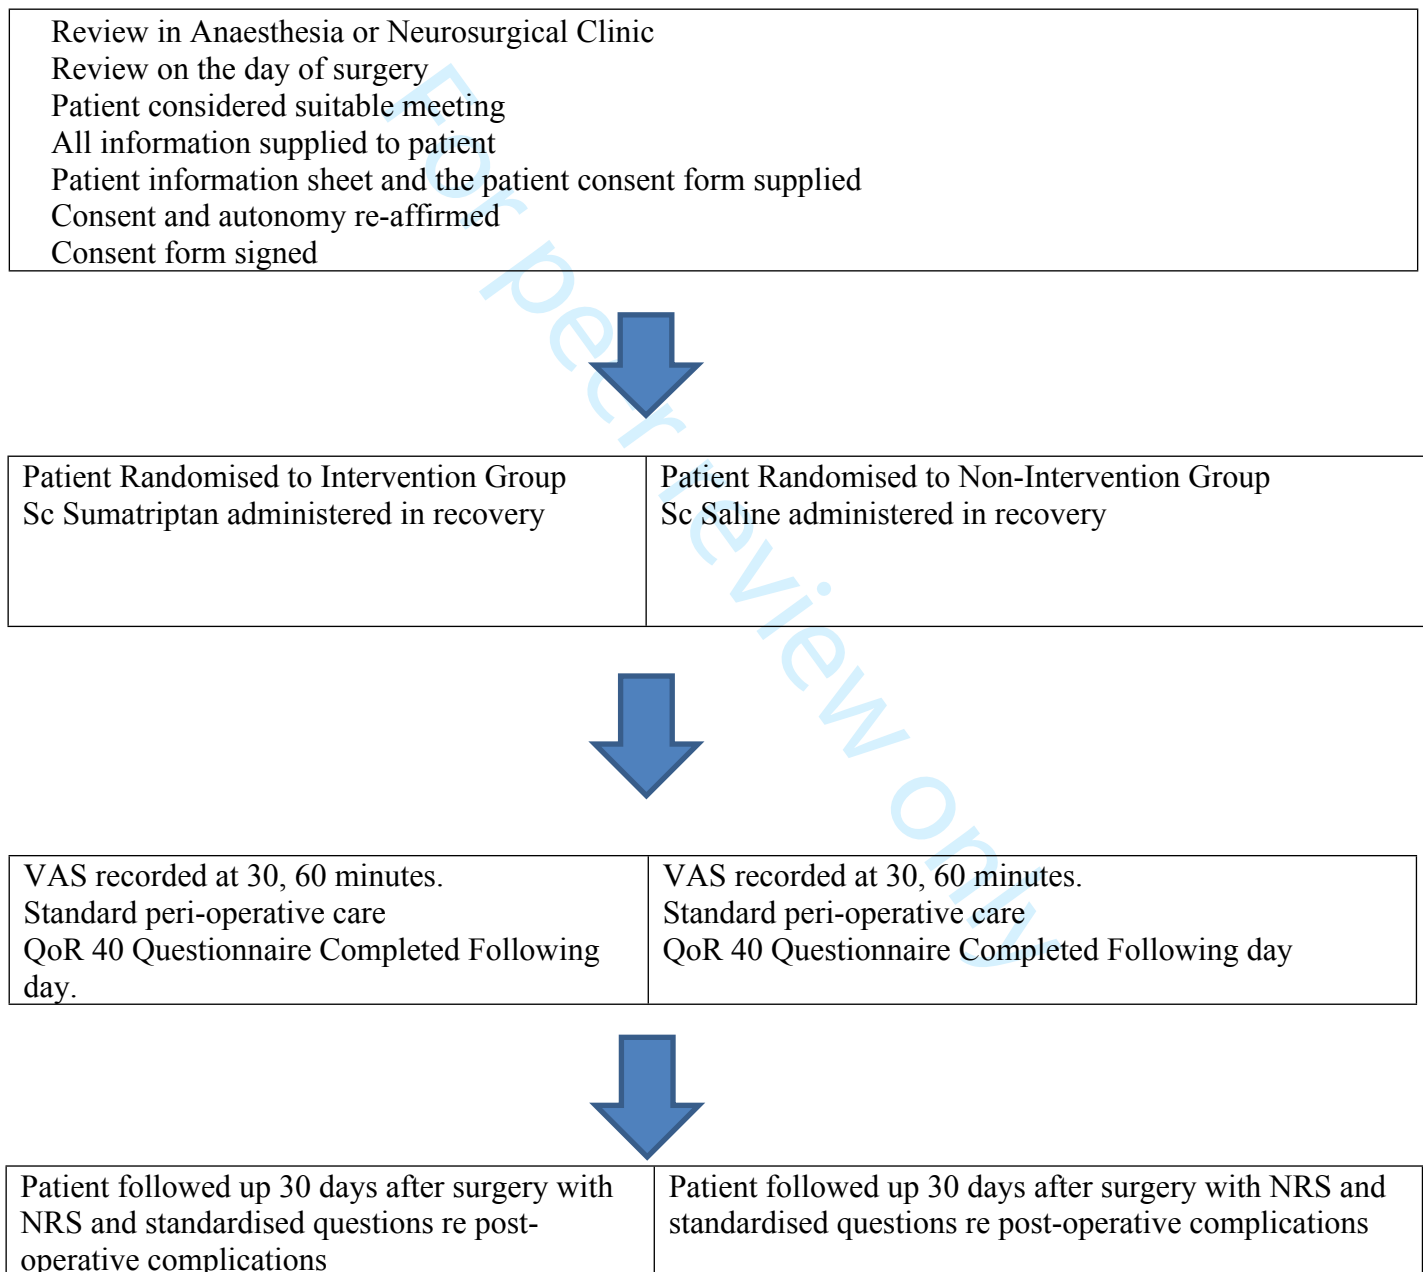 Review in Anaesthesia or Neurosurgical Clinic
Review on the day of surgery
Patient considered suitable meeting
All information supplied to patient
Patient information sheet and the patient consent form supplied
Consent and autonomy re-affirmed
Consent form signed
Patient Randomised to Intervention Group
Sc Sumatriptan administered in recovery
Patient Randomised to Non-Intervention Group
Sc Saline administered in recovery
VAS recorded at 30, 60 minutes.
Standard peri-operative care
QoR 40 Questionnaire Completed Following
day.
VAS recorded at 30, 60 minutes.
Standard peri-operative care
QoR 40 Questionnaire Completed Following day
Patient followed up 30 days after surgery with
NRS and standardised questions re post-
operative complications
Patient followed up 30 days after surgery with NRS and
standardised questions re post-operative complications
For peer review only